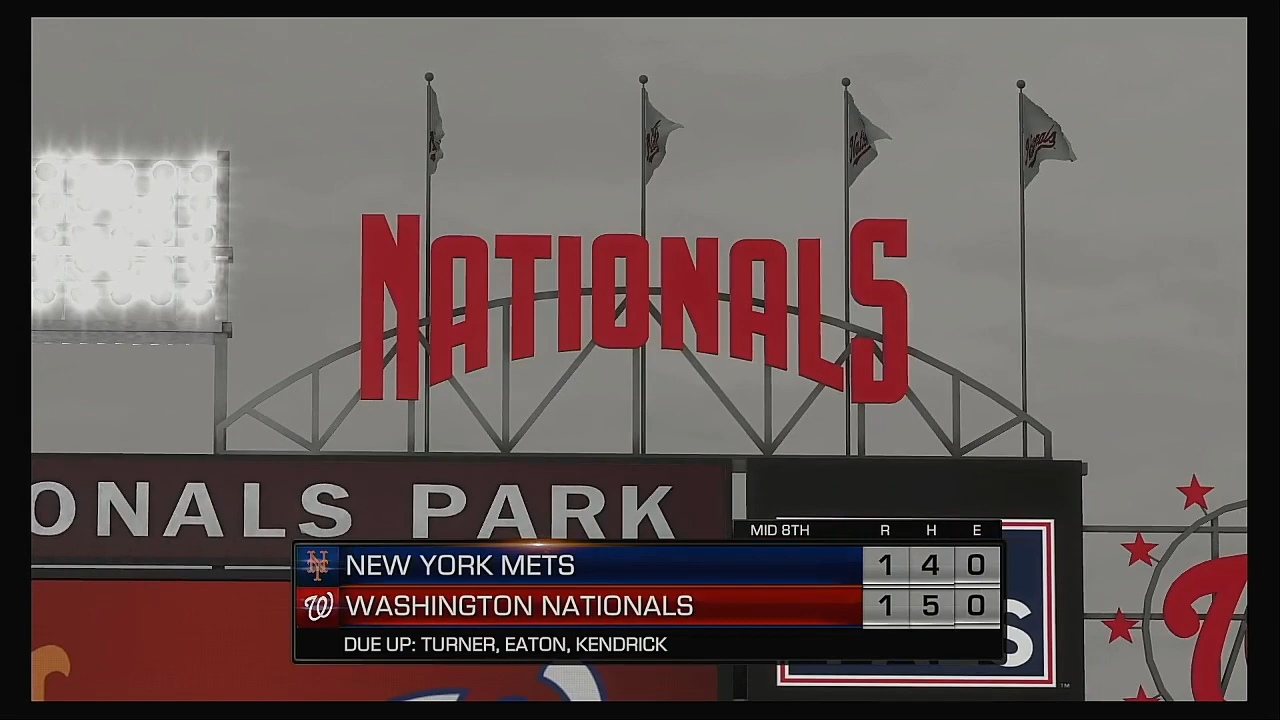 NATIONALS
ONALS PARK
MID 8TH R H E
NEW YORK METS 1 4 0
WASHINGTON NATIONALS 1 5 0
DUE UP: TURNER, EATON, KENDRICK